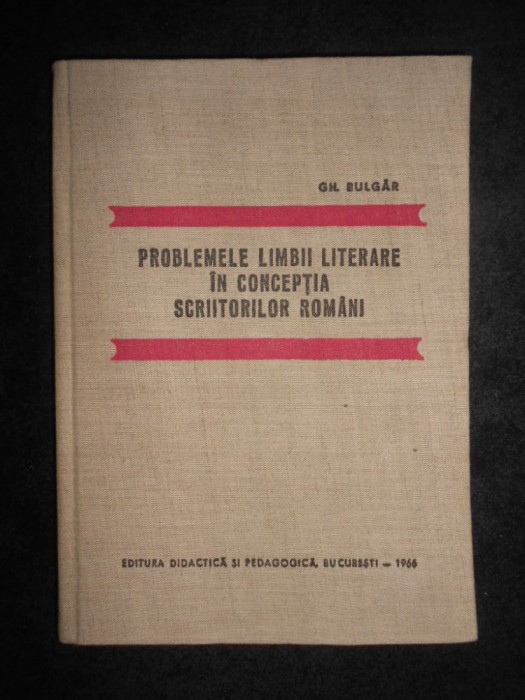 GH. BULGĂR
PROBLEMELE LIMBII LITERARE
ÎN CONCEPȚIA
SCRIITORILOR ROMÂNI
EDITURA DIDACTICĂ ȘI PEDAGOGICĂ, BUCUREȘTI – 1966